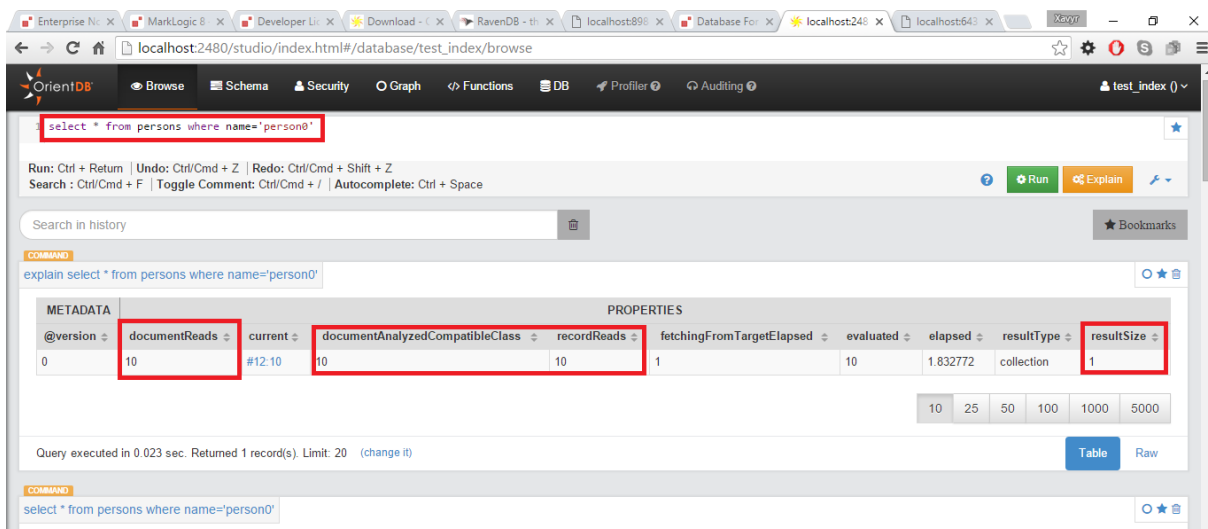 Enterprise No
MarkLogic 8
Developer Lic
Download - (
RavenDB - th
localhost:898
Database For
localhost:248
localhost:643
Xavyr
localhost:2480/studio/index.html#/database/test_index/browse
OrientDB Browse Schema Security Graph Functions DB Profiler Auditing test_index ()
1 select * from persons where name='person0'
Run: Ctrl + Return | Undo: Ctrl/Cmd + Z | Redo: Ctrl/Cmd + Shift + Z
Search : Ctrl/Cmd + F | Toggle Comment: Ctrl/Cmd + / | Autocomplete: Ctrl + Space
Run Explain
Search in history
Bookmarks
COMMAND
explain select * from persons where name='person0'
METADATA PROPERTIES
@version documentReads current documentAnalyzedCompatibleClass recordReads fetchingFromTargetElapsed evaluated elapsed resultType resultSize
0 10 #12:10 10 10 1 10 1.832772 collection 1
10 25 50 100 1000 5000
Query executed in 0.023 sec. Returned 1 record(s). Limit: 20 (change it)
Table Raw
COMMAND
select * from persons where name='person0'